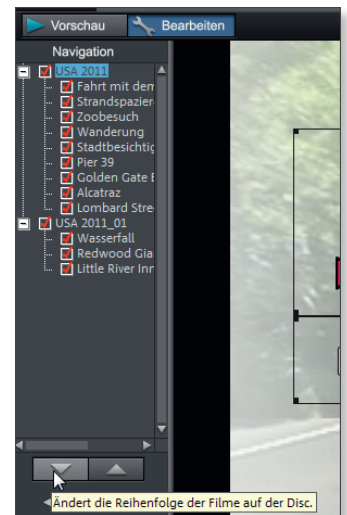 Vorschau Bearbeiten
Navigation
USA 2011
Fahrt mit dem
Strandspazier
Zoobesuch
Wanderung
Stadtbesichtig
Pier 39
Golden Gate B
Alcatraz
Lombard Stre
USA 2011_01
Wasserfall
Redwood Gia
Little River Inn
Ändert die Reihenfolge der Filme auf der Disc.